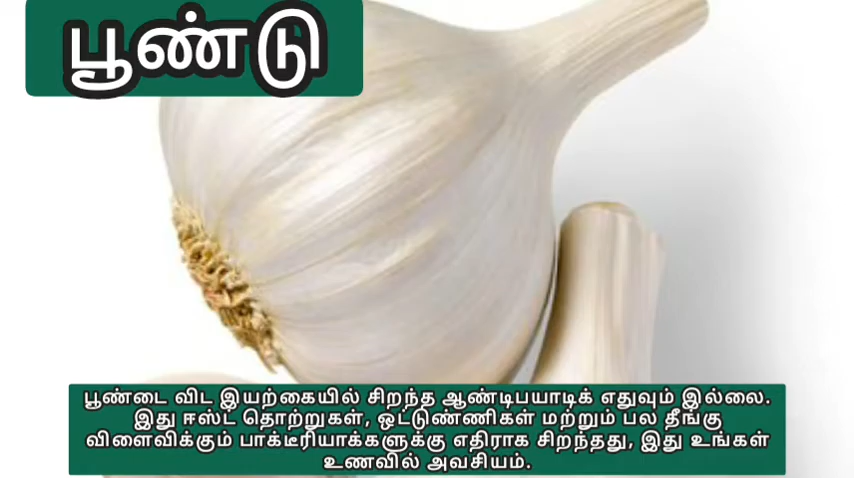 பூண்டு
பூண்டை விட இயற்கையில் சிறந்த ஆண்டிபயாடிக் எதுவும் இல்லை.
இது ஈஸ்ட் தொற்றுகள், ஒட்டுண்ணிகள் மற்றும் பல தீங்கு
விளைவிக்கும் பாக்டீரியாக்களுக்கு எதிராக சிறந்தது, இது உங்கள்
உணவில் அவசியம்.